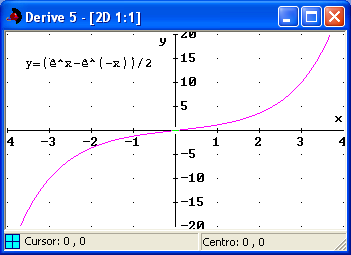 Derive 5 - [2D 1:1]
y
20
y=(ê^x-ê^(-x))/2
15
10
5
x
-4 -3 -2 -1 1 2 3 4
-5
-10
-15
-20
Cursor: 0 , 0 Centro: 0 , 0